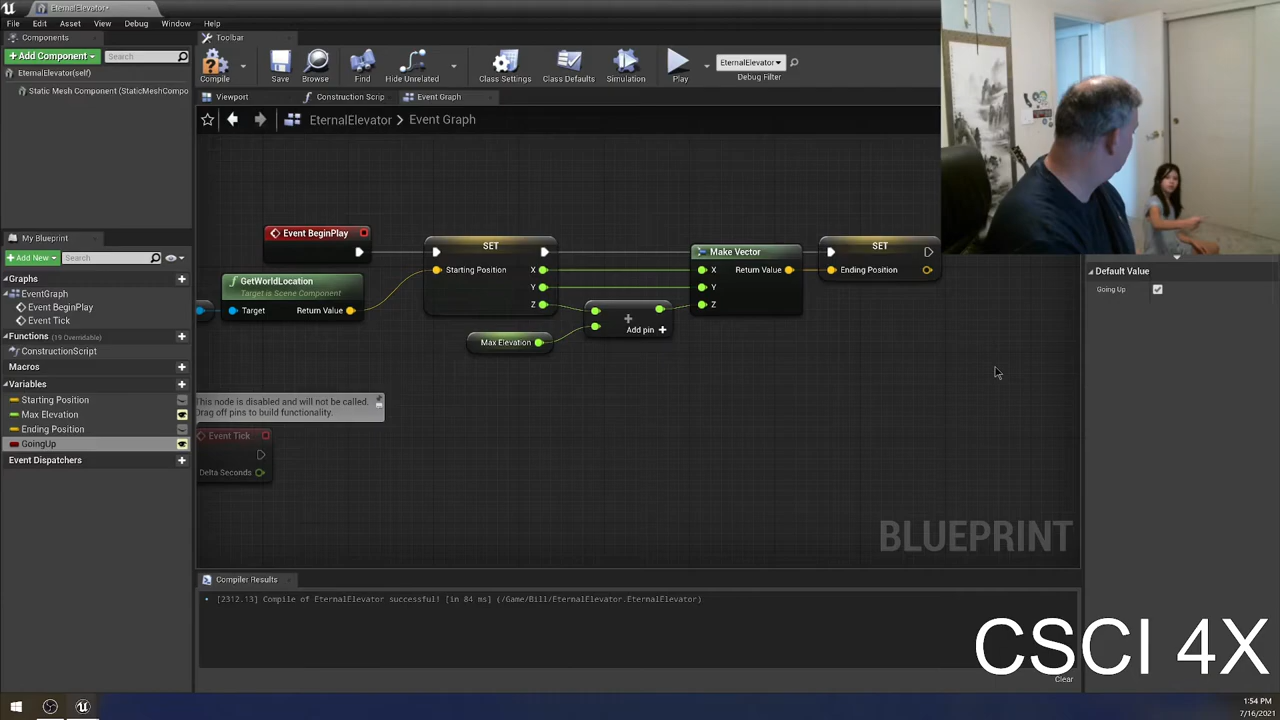 EternalElevator*
File Edit Asset View Debug Window Help
Components
Toolbar
Add Component
Search
EternalElevator(self)
Static Mesh Component (StaticMeshCompo
Compile
Save
Browse
Find
Hide Unrelated
Class Settings
Class Defaults
Simulation
Play
EternalElevator
Debug Filter
Viewport
Construction Scrip
Event Graph
EternalElevator > Event Graph
My Blueprint
Add New
Search
Graphs
EventGraph
Event BeginPlay
Event Tick
Functions (19 Overridable)
ConstructionScript
Macros
Variables
Starting Position
Max Elevation
Ending Position
GoingUp
Event Dispatchers
Event BeginPlay
GetWorldLocation
Target is Scene Component
Target
Return Value
SET
Starting Position
X
Y
Z
Max Elevation
Add pin
Make Vector
X
Return Value
Y
Z
SET
Ending Position
This node is disabled and will not be called.
Drag off pins to build functionality.
Event Tick
Delta Seconds
BLUEPRINT
Default Value
Going Up
Compiler Results
[2312.13] Compile of EternalElevator successful! [in 84 ms] (/Game/Bill/EternalElevator.EternalElevator)
CSCI 4X
Clear
1:54 PM
7/16/2021